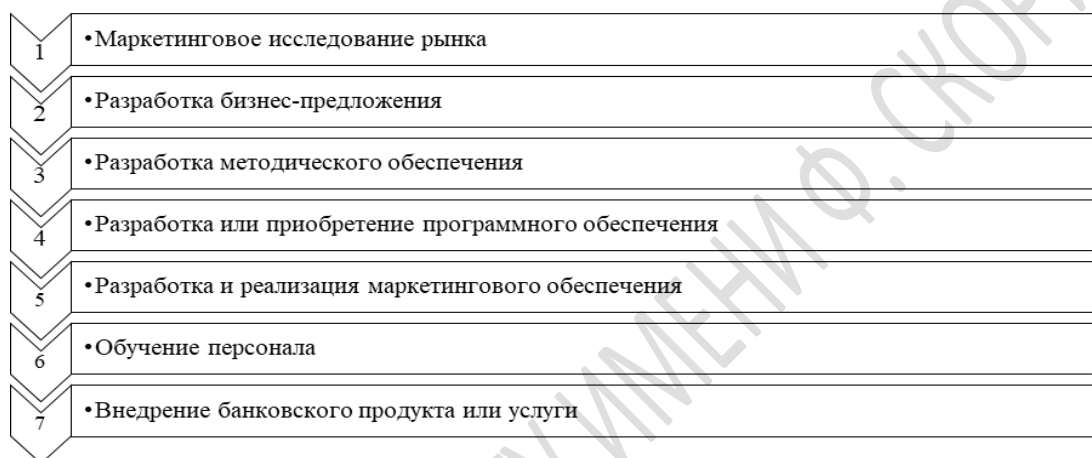 1 •Маркетинговое исследование рынка
2 •Разработка бизнес-предложения
3 •Разработка методического обеспечения
4 •Разработка или приобретение программного обеспечения
5 •Разработка и реализация маркетингового обеспечения
6 •Обучение персонала
7 •Внедрение банковского продукта или услуги
ИМЕНИ Ф.